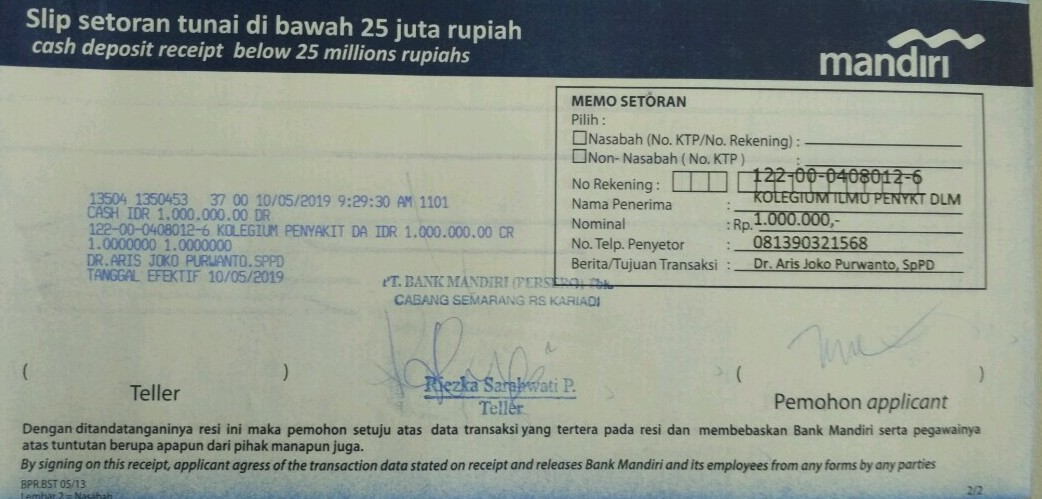 Slip setoran tunai di bawah 25 juta rupiah
cash deposit receipt below 25 millions rupiahs
mandiri
MEMO SETORAN
Pilih :
Nasabah (No. KTP/No. Rekening) :
Non- Nasabah ( No. KTP ) :
No Rekening : 122-00-0408012-6
Nama Penerima : KOLEGIUM ILMU PENYKT DLM
Nominal : Rp. 1.000.000,-
No. Telp. Penyetor : 081390321568
Berita/Tujuan Transaksi : Dr. Aris Joko Purwanto, SpPD
13504 1350453 37 00 10/05/2019 9:29:30 AM 1101
CASH IDR 1.000.000.00 DR
122-00-0408012-6 KOLEGIUM PENYAKIT DA IDR 1.000.000.00 CR
1.0000000 1.0000000
DR.ARIS JOKO PURWANTO.SPPD
TANGGAL EFEKTIF 10/05/2019
PT. BANK MANDIRI (PERSERO) Tbk.
CABANG SEMARANG RS KARIADI
Riezka Saraswati P.
Teller
( )
Teller
( )
Pemohon applicant
Dengan ditandatanganinya resi ini maka pemohon setuju atas data transaksi yang tertera pada resi dan membebaskan Bank Mandiri serta pegawainya
atas tuntutan berupa apapun dari pihak manapun juga.
By signing on this receipt, applicant agress of the transaction data stated on receipt and releases Bank Mandiri and its employees from any forms by any parties
BPR.BST 05/13
Lembar 2 = Nasabah
2/2